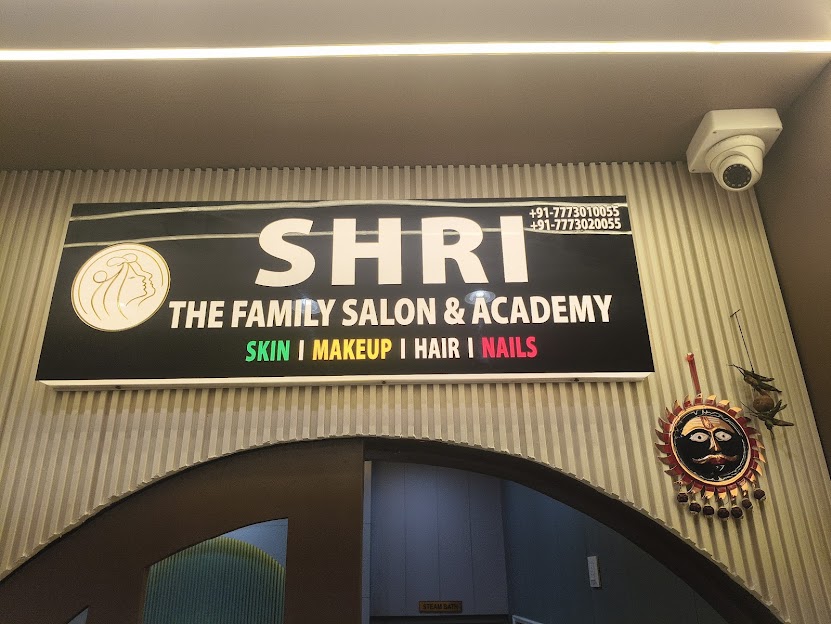 +91-7773010055
+91-7773020055
SHRI
THE FAMILY SALON & ACADEMY
SKIN I MAKEUP I HAIR I NAILS
STEAM BATH